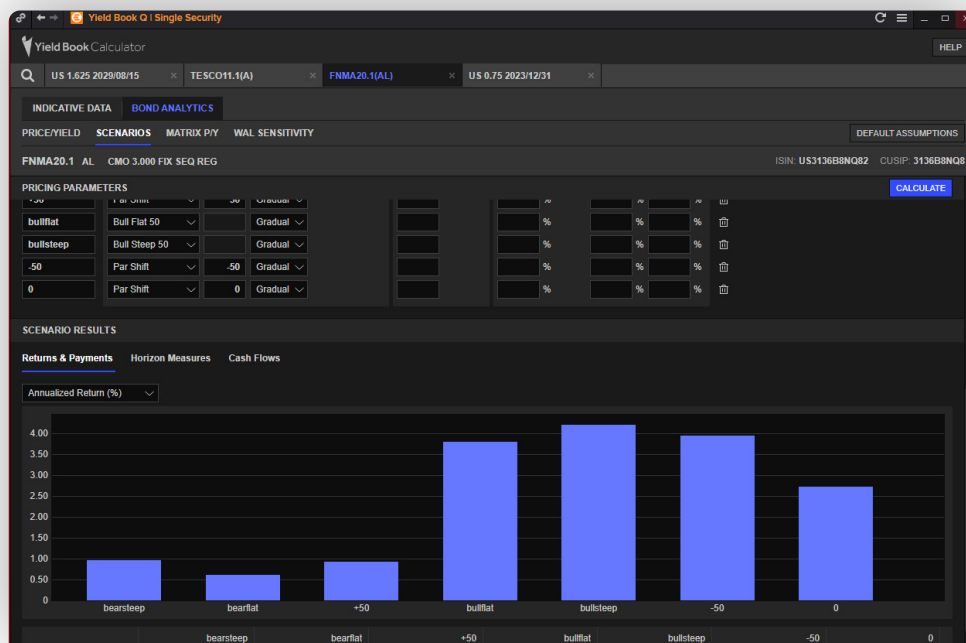 Yield Book Q | Single Security
Yield Book Calculator
HELP
US 1.625 2029/08/15 × TESCO11.1(A) × FNMA20.1(AL) × US 0.75 2023/12/31 ×
INDICATIVE DATA BOND ANALYTICS
PRICE/YIELD SCENARIOS MATRIX P/Y WAL SENSITIVITY DEFAULT ASSUMPTIONS
FNMA20.1 AL CMO 3.000 FIX SEQ REG ISIN: US3136B8NQ82 CUSIP: 3136B8NQ8
PRICING PARAMETERS CALCULATE
+50 Par Shift 50 Gradual % % %
bullflat Bull Flat 50 Gradual % % %
bullsteep Bull Steep 50 Gradual % % %
-50 Par Shift -50 Gradual % % %
0 Par Shift 0 Gradual % % %
SCENARIO RESULTS
Returns & Payments Horizon Measures Cash Flows
Annualized Return (%)
4.00
3.50
3.00
2.50
2.00
1.50
1.00
0.50
0
bearsteep bearflat +50 bullflat bullsteep -50 0
bearsteep bearflat +50 bullflat bullsteep -50 0